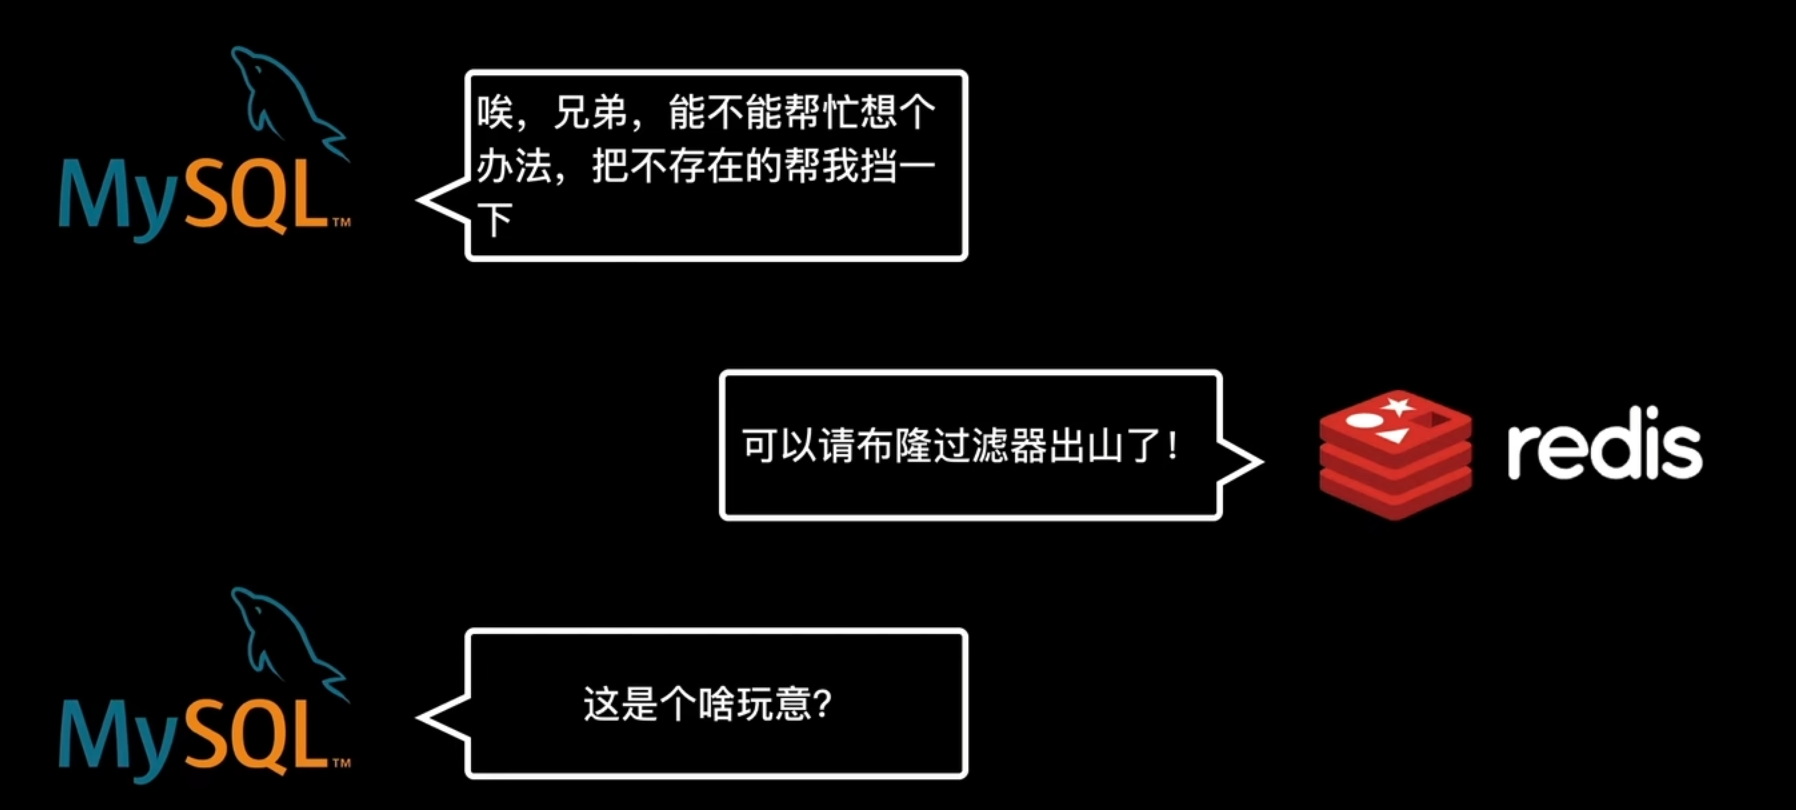 唉，兄弟，能不能帮忙想个
办法，把不存在的帮我挡一
下
MySQL™
可以请布隆过滤器出山了！
redis
这是个啥玩意？
MySQL™